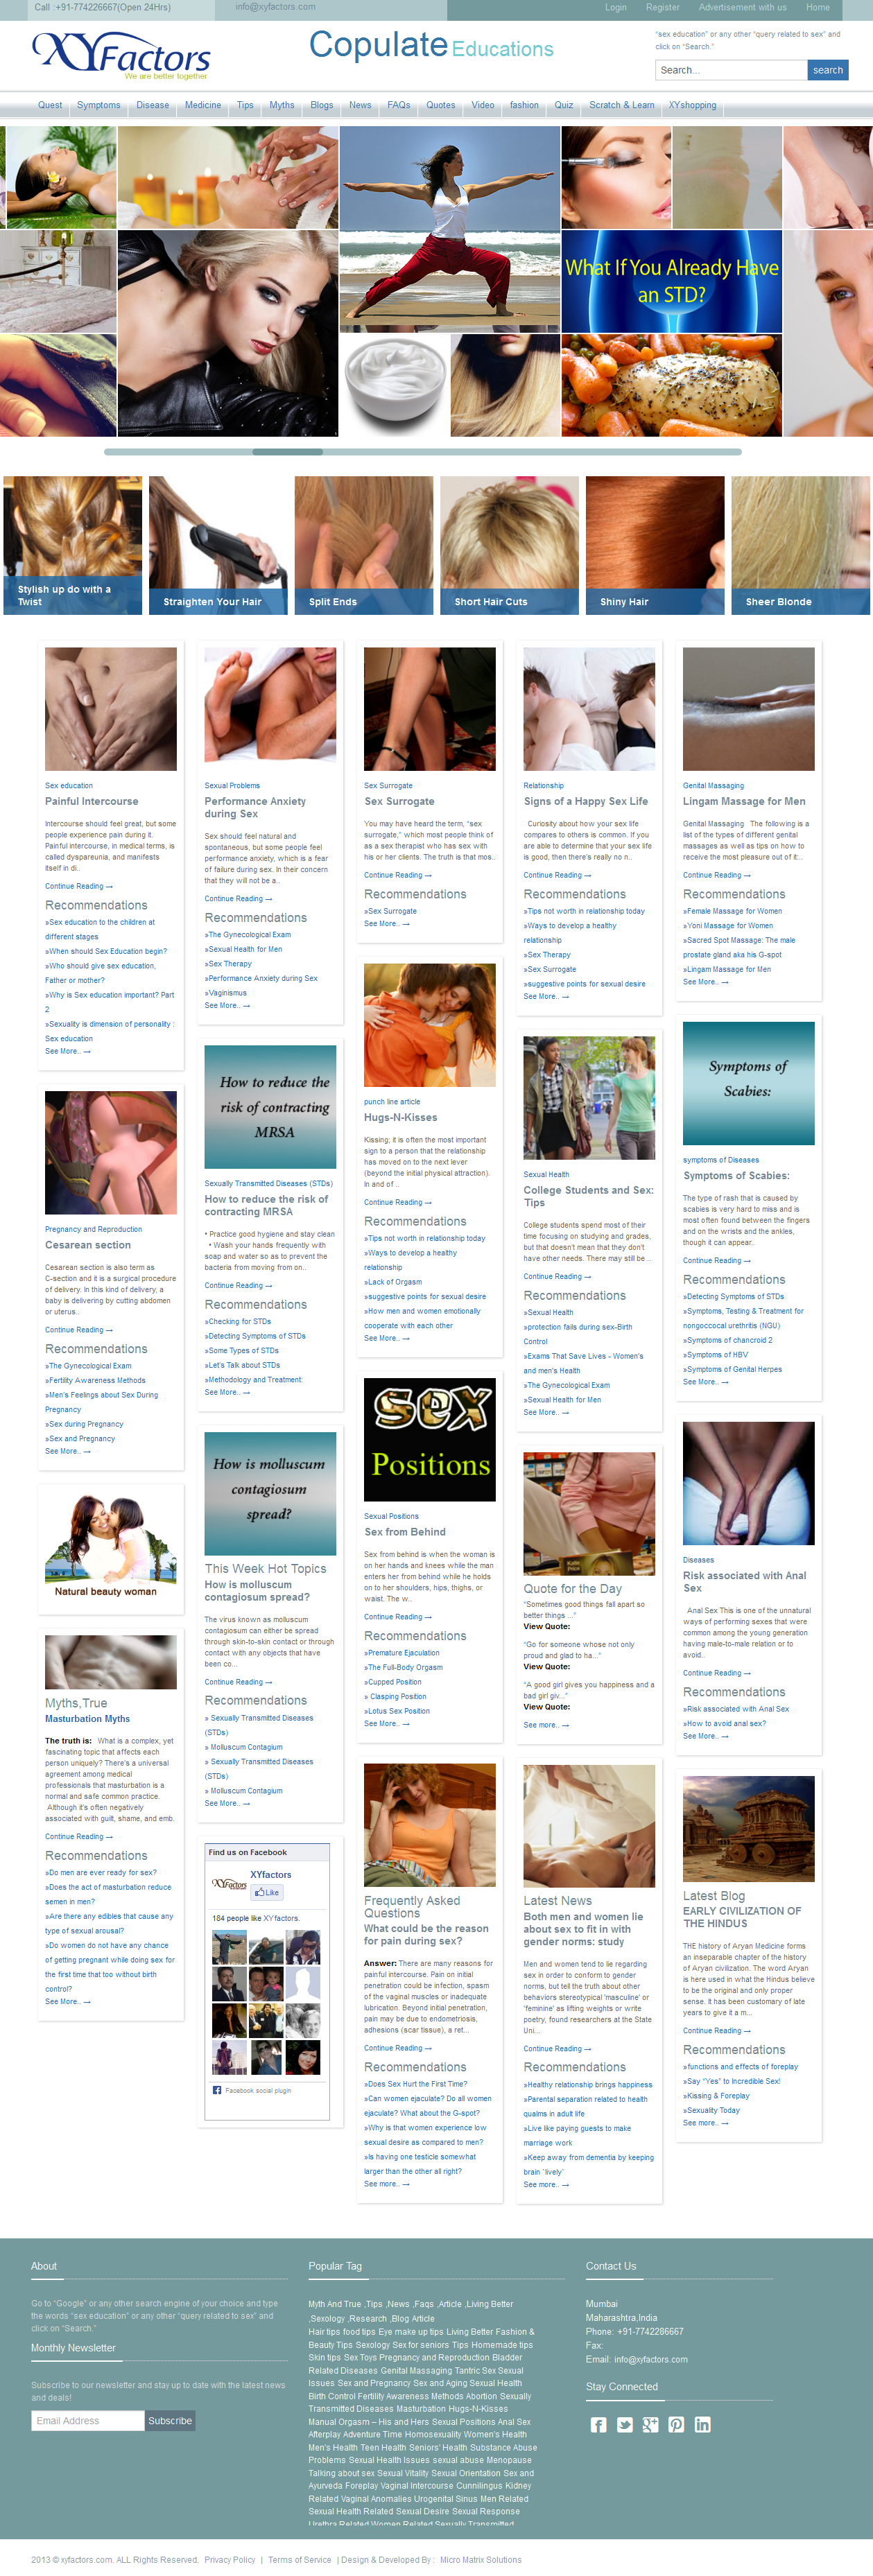 Call :+91-774226667(Open 24Hrs)
info@xyfactors.com
Login Register Advertisement with us Home
XYFactors
We are better together.
Copulate Educations
"sex education" or any other "query related to sex" and
click on "Search."
Search...
search
Quest Symptoms Disease Medicine Tips Myths Blogs News FAQs Quotes Video fashion Quiz Scratch & Learn XYshopping
What If You Already Have
an STD?
Stylish up do with a
Twist
Straighten Your Hair
Split Ends
Short Hair Cuts
Shiny Hair
Sheer Blonde
Sex education
Painful Intercourse
Intercourse should feel great, but some
people experience pain during it.
Painful intercourse, in medical terms, is
called dyspareunia, and manifests
itself in di..
Continue Reading →
Recommendations
»Sex education to the children at
different stages
»When should Sex Education begin?
»Who should give sex education,
Father or mother?
»Why is Sex education important? Part
2
»Sexuality is dimension of personality :
Sex education
See More.. →
Pregnancy and Reproduction
Cesarean section
Cesarean section is also term as
C-section and it is a surgical procedure
of delivery. In this kind of delivery, a
baby is delivering by cutting abdomen
or uterus..
Continue Reading →
Recommendations
»The Gynecological Exam
»Fertility Awareness Methods
»Men's Feelings about Sex During
Pregnancy
»Sex during Pregnancy
»Sex and Pregnancy
See More.. →
Natural beauty woman
Myths,True
Masturbation Myths
The truth is: What is a complex, yet
fascinating topic that affects each
person uniquely? There's a universal
agreement among medical
professionals that masturbation is a
normal and safe common practice.
Although it's often negatively
associated with guilt, shame, and emb.
Continue Reading →
Recommendations
»Do men are ever ready for sex?
»Does the act of masturbation reduce
semen in men?
»Are there any edibles that cause any
type of sexual arousal?
»Do women do not have any chance
of getting pregnant while doing sex for
the first time that too without birth
control?
See More.. →
Sexual Problems
Performance Anxiety
during Sex
Sex should feel natural and
spontaneous, but some people feel
performance anxiety, which is a fear
of failure during sex. In their concern
that they will not be a..
Continue Reading →
Recommendations
»The Gynecological Exam
»Sexual Health for Men
»Sex Therapy
»Performance Anxiety during Sex
»Vaginismus
See More.. →
How to reduce the
risk of contracting
MRSA
Sexually Transmitted Diseases (STDs)
How to reduce the risk of
contracting MRSA
• Practice good hygiene and stay clean
• Wash your hands frequently with
soap and water so as to prevent the
bacteria from moving from on..
Continue Reading →
Recommendations
»Checking for STDs
»Detecting Symptoms of STDs
»Some Types of STDs
»Let's Talk about STDs
»Methodology and Treatment:
See More.. →
How is molluscum
contagiosum
spread?
This Week Hot Topics
How is molluscum
contagiosum spread?
The virus known as molluscum
contagiosum can either be spread
through skin-to-skin contact or through
contact with any objects that have
been co...
Continue Reading →
Recommendations
» Sexually Transmitted Diseases
(STDs)
» Molluscum Contagium
» Sexually Transmitted Diseases
(STDs)
» Molluscum Contagium
See More.. →
Find us on Facebook
XYfactors
XYfactors
Like
184 people like XYfactors.
Facebook social plugin
Sex Surrogate
Sex Surrogate
You may have heard the term, "sex
surrogate," which most people think of
as a sex therapist who has sex with
his or her clients. The truth is that mos..
Continue Reading →
Recommendations
»Sex Surrogate
See More.. →
punch line article
Hugs-N-Kisses
Kissing; it is often the most important
sign to a person that the relationship
has moved on to the next lever
(beyond the initial physical attraction).
In and of ..
Continue Reading →
Recommendations
»Tips not worth in relationship today
»Ways to develop a healthy
relationship
»Lack of Orgasm
»suggestive points for sexual desire
»How men and women emotionally
cooperate with each other
See More.. →
SEX
Positions
Sexual Positions
Sex from Behind
Sex from behind is when the woman is
on her hands and knees while the man
enters her from behind while he holds
on to her shoulders, hips, thighs, or
waist. The w..
Continue Reading →
Recommendations
»Premature Ejaculation
»The Full-Body Orgasm
»Cupped Position
» Clasping Position
»Lotus Sex Position
See More.. →
Frequently Asked
Questions
What could be the reason
for pain during sex?
Answer: There are many reasons for
painful intercourse. Pain on initial
penetration could be infection, spasm
of the vaginal muscles or inadequate
lubrication. Beyond initial penetration,
pain may be due to endometriosis,
adhesions (scar tissue), a ret...
Continue Reading →
Recommendations
»Does Sex Hurt the First Time?
»Can women ejaculate? Do all women
ejaculate? What about the G-spot?
»Why is that women experience low
sexual desire as compared to men?
»Is having one testicle somewhat
larger than the other all right?
See more.. →
Relationship
Signs of a Happy Sex Life
Curiosity about how your sex life
compares to others is common. If you
are able to determine that your sex life
is good, then there's really no n..
Continue Reading →
Recommendations
»Tips not worth in relationship today
»Ways to develop a healthy
relationship
»Sex Therapy
»Sex Surrogate
»suggestive points for sexual desire
See More.. →
Sexual Health
College Students and Sex:
Tips
College students spend most of their
time focusing on studying and grades,
but that doesn't mean that they don't
have other needs. There may still be ..
Continue Reading →
Recommendations
»Sexual Health
»protection fails during sex-Birth
Control
»Exams That Save Lives - Women's
and men's Health
»The Gynecological Exam
»Sexual Health for Men
See More.. →
Quote for the Day
"Sometimes good things fall apart so
better things ..."
View Quote:
"Go for someone whose not only
proud and glad to ha..."
View Quote:
"A good girl gives you happiness and a
bad girl giv..."
View Quote:
See more.. →
Latest News
Both men and women lie
about sex to fit in with
gender norms: study
Men and women tend to lie regarding
sex in order to conform to gender
norms, but tell the truth about other
behaviors stereotypical 'masculine' or
'feminine' as lifting weights or write
poetry, found researchers at the State
Uni...
Continue Reading →
Recommendations
»Healthy relationship brings happiness
»Parental separation related to health
qualms in adult life
»Live like paying guests to make
marriage work
»Keep away from dementia by keeping
brain 'lively'
See more.. →
Genital Massaging
Lingam Massage for Men
Genital Massaging The following is a
list of the types of different genital
massages as well as tips on how to
receive the most pleasure out of it:..
Continue Reading →
Recommendations
»Female Massage for Women
»Yoni Massage for Women
»Sacred Spot Massage: The male
prostate gland aka his G-spot
»Lingam Massage for Men
See More.. →
Symptoms of
Scabies:
symptoms of Diseases
Symptoms of Scabies:
The type of rash that is caused by
scabies is very hard to miss and is
most often found between the fingers
and on the wrists and the ankles,
though it can appear..
Continue Reading →
Recommendations
»Detecting Symptoms of STDs
»Symptoms, Testing & Treatment for
nongoccocal urethritis (NGU)
»Symptoms of chancroid 2
»Symptoms of HBV
»Symptoms of Genital Herpes
See More.. →
Diseases
Risk associated with Anal
Sex
Anal Sex This is one of the unnatural
ways of performing sexes that were
common among the young generation
having male-to-male relation or to
avoid..
Continue Reading →
Recommendations
»Risk associated with Anal Sex
»How to avoid anal sex?
See More.. →
Latest Blog
EARLY CIVILIZATION OF
THE HINDUS
THE history of Aryan Medicine forms
an inseparable chapter of the history
of Aryan civilization. The word Aryan
is here used in what the Hindus believe
to be the original and only proper
sense. It has been customary of late
years to give it a m...
Continue Reading →
Recommendations
»functions and effects of foreplay
»Say "Yes" to Incredible Sex!
»Kissing & Foreplay
»Sexuality Today
See more.. →
About
Go to "Google" or any other search engine of your choice and type
the words "sex education" or any other "query related to sex" and
click on "Search."
Monthly Newsletter
Subscribe to our newsletter and stay up to date with the latest news
and deals!
Email Address
Subscribe
Popular Tag
Myth And True ,Tips ,News ,Faqs ,Article ,Living Better
,Sexology ,Research ,Blog Article
Hair tips food tips Eye make up tips Living Better Fashion &
Beauty Tips Sexology Sex for seniors Tips Homemade tips
Skin tips Sex Toys Pregnancy and Reproduction Bladder
Related Diseases Genital Massaging Tantric Sex Sexual
Issues Sex and Pregnancy Sex and Aging Sexual Health
Birth Control Fertility Awareness Methods Abortion Sexually
Transmitted Diseases Masturbation Hugs-N-Kisses
Manual Orgasm – His and Hers Sexual Positions Anal Sex
Afterplay Adventure Time Homosexuality Women's Health
Men's Health Teen Health Seniors' Health Substance Abuse
Problems Sexual Health Issues sexual abuse Menopause
Talking about sex Sexual Vitality Sexual Orientation Sex and
Ayurveda Foreplay Vaginal Intercourse Cunnilingus Kidney
Related Vaginal Anomalies Urogenital Sinus Men Related
Sexual Health Related Sexual Desire Sexual Response
Urethra Related Women Related Sexually Transmitted
Contact Us
Mumbai
Maharashtra,India
Phone: +91-7742286667
Fax:
Email: info@xyfactors.com
Stay Connected
2013 © xyfactors.com. ALL Rights Reserved. Privacy Policy | Terms of Service | Design & Developed By : Micro Matrix Solutions